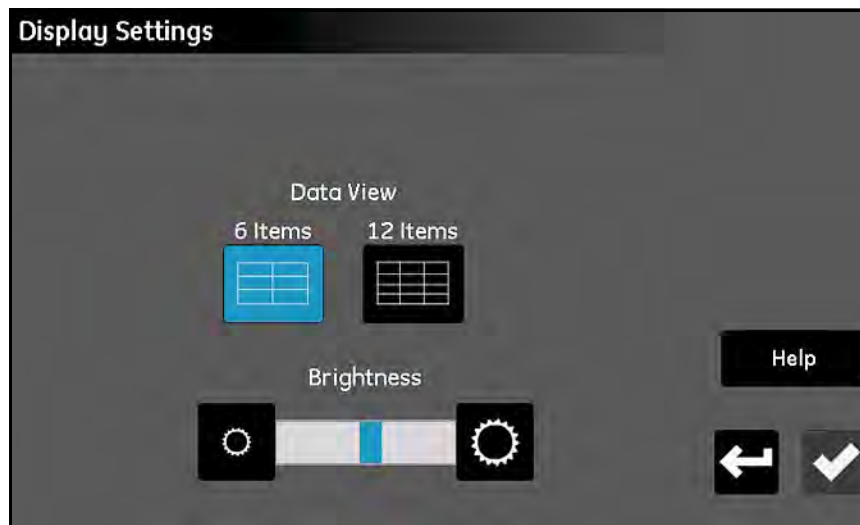 Display Settings
Data View
6 Items 12 Items
Brightness
Help